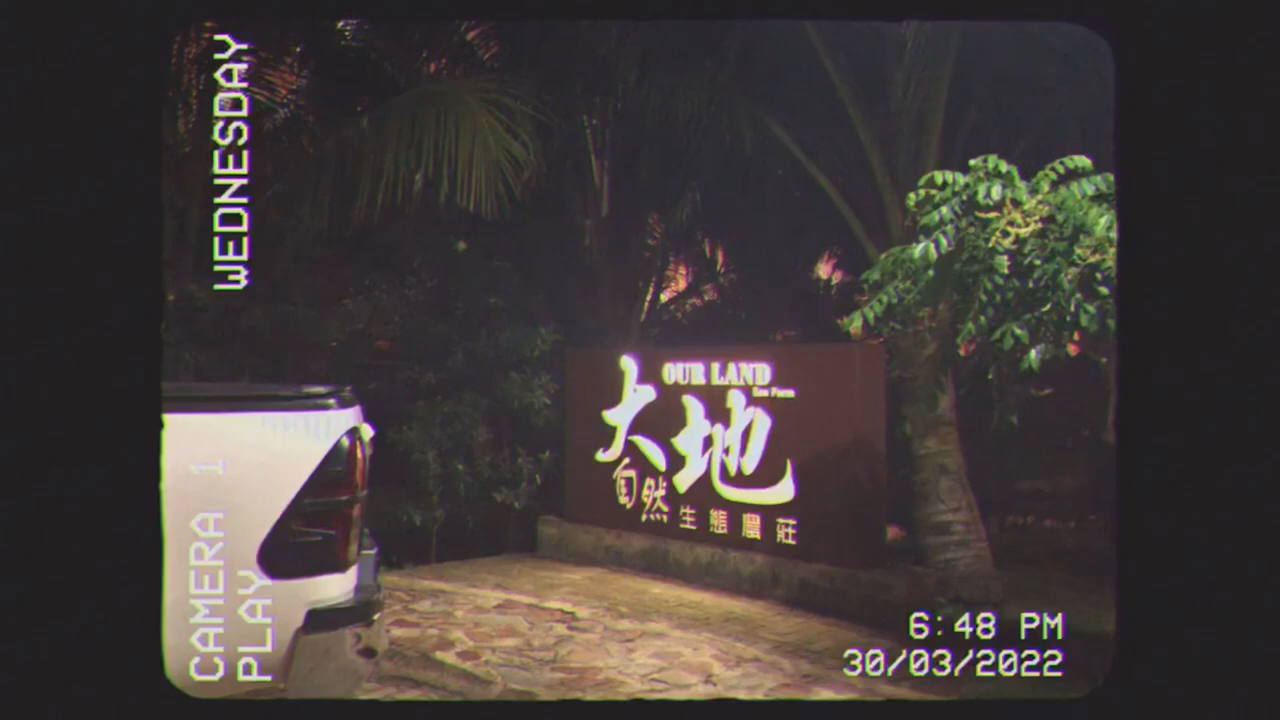 WEDNESDAY
OUR LAND
Eco Farm
大地
自然
生態農莊
CAMERA 1
PLAY
6:48 PM
30/03/2022